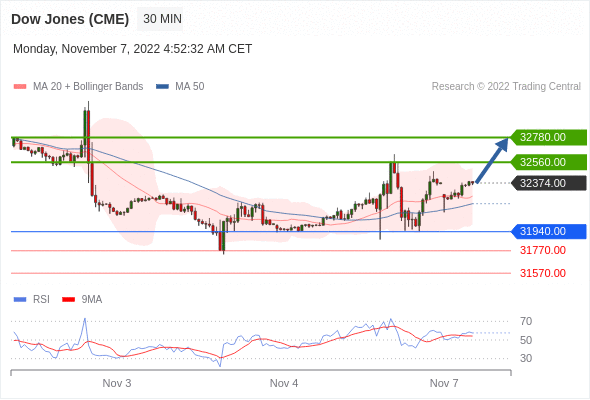 Dow Jones (CME) 30 MIN
Monday, November 7, 2022 4:52:32 AM CET
MA 20 + Bollinger Bands MA 50 Research © 2022 Trading Central
32780.00
32560.00
32374.00
31940.00
31770.00
31570.00
RSI 9MA
70
50
30
Nov 3 Nov 4 Nov 7